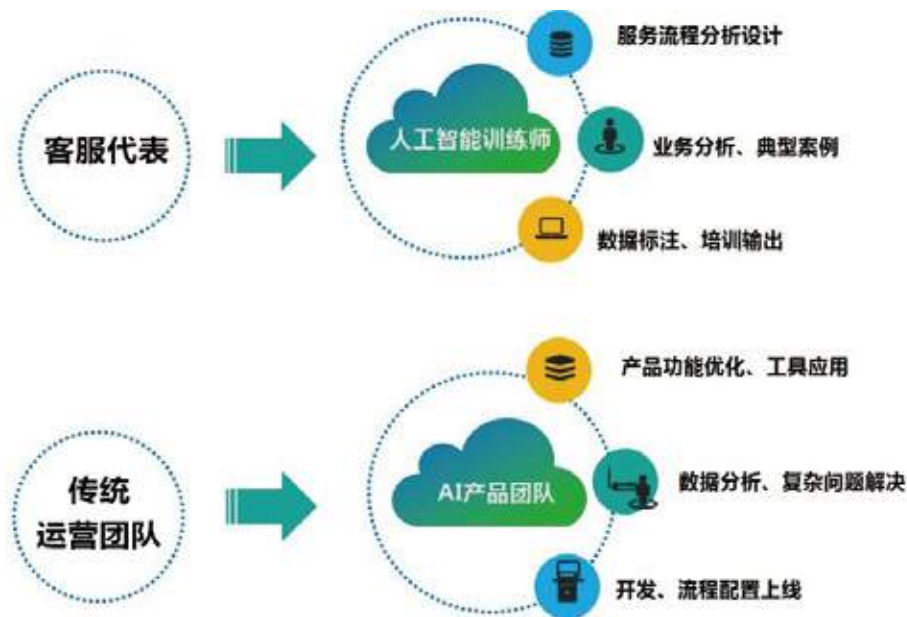 服务流程分析设计
客服代表
人工智能训练师
业务分析、典型案例
数据标注、培训输出
产品功能优化、工具应用
传统
运营团队
AI产品团队
数据分析、复杂问题解决
开发、流程配置上线